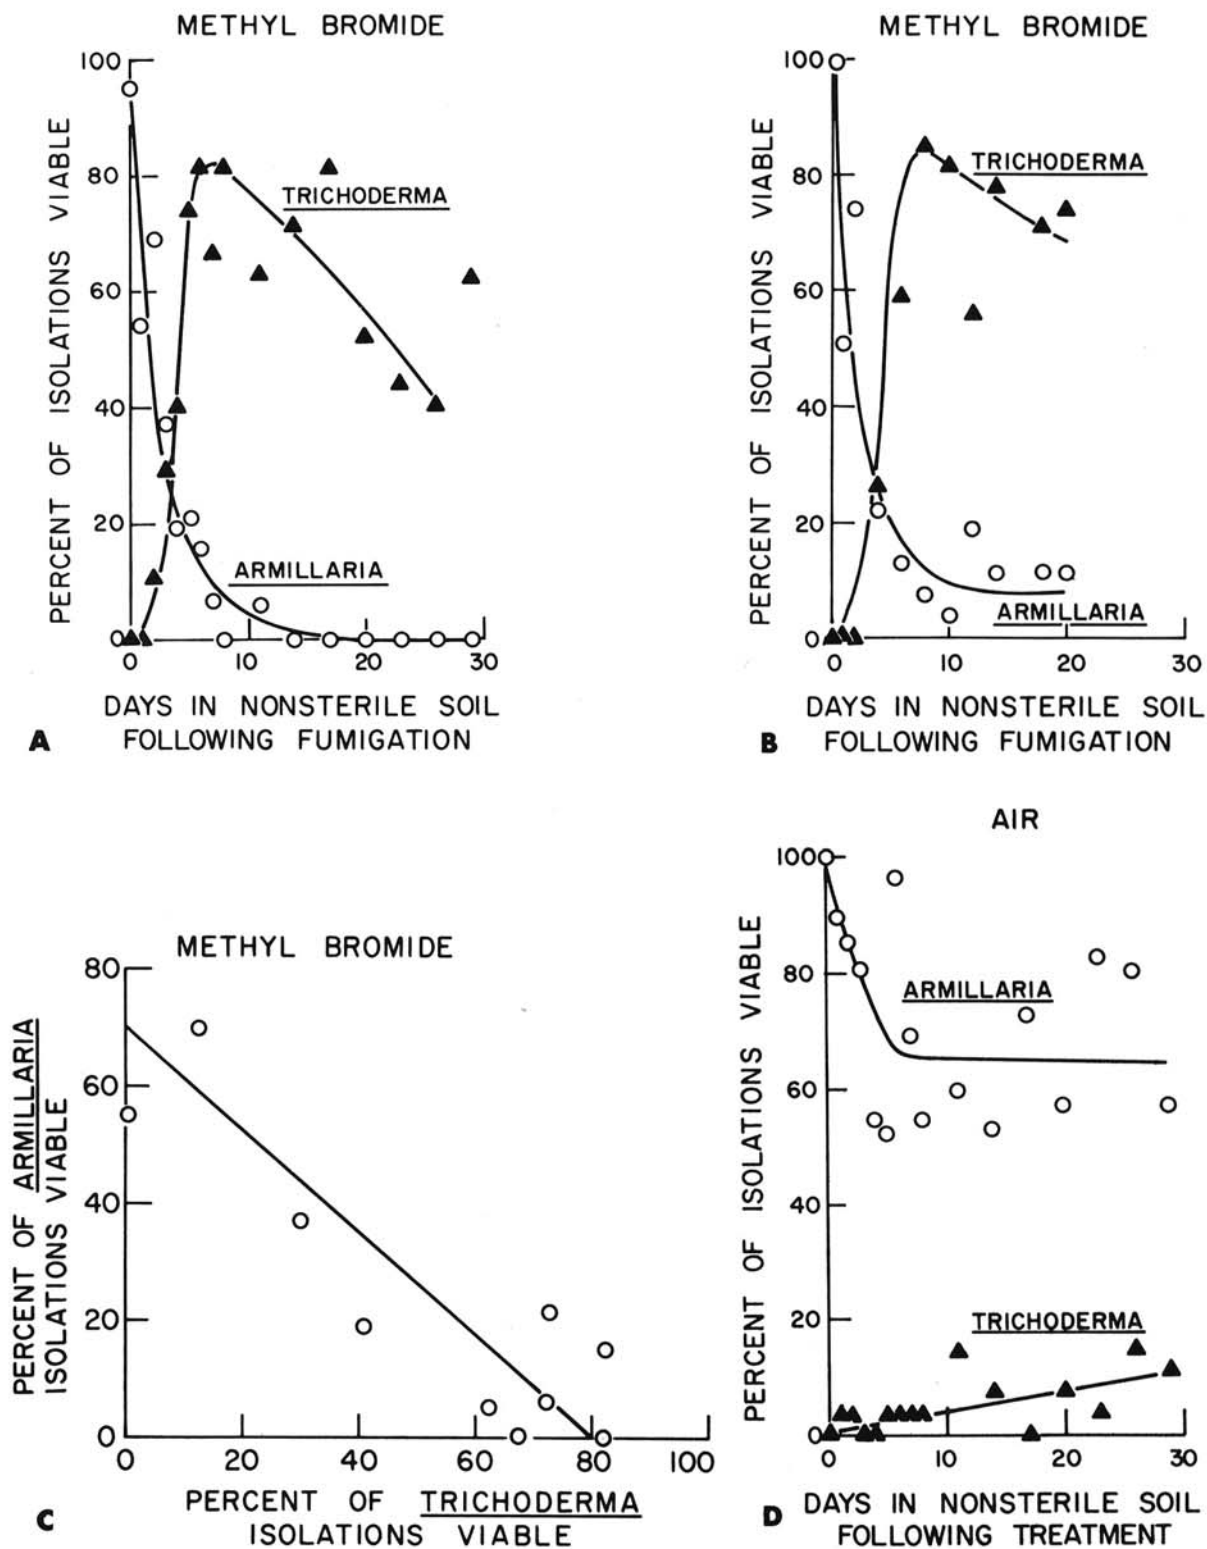 METHYL BROMIDE
PERCENT OF ISOLATIONS VIABLE
100
80
60
40
20
0
TRICHODERMA
ARMILLARIA
0 10 20 30
DAYS IN NONSTERILE SOIL
FOLLOWING FUMIGATION
A
METHYL BROMIDE
PERCENT OF ISOLATIONS VIABLE
100
80
60
40
20
0
TRICHODERMA
ARMILLARIA
0 10 20 30
DAYS IN NONSTERILE SOIL
FOLLOWING FUMIGATION
B
METHYL BROMIDE
PERCENT OF ARMILLARIA
ISOLATIONS VIABLE
80
60
40
20
0
0 20 40 60 80 100
PERCENT OF TRICHODERMA
ISOLATIONS VIABLE
C
AIR
PERCENT OF ISOLATIONS VIABLE
100
80
60
40
20
0
ARMILLARIA
TRICHODERMA
0 10 20 30
DAYS IN NONSTERILE SOIL
FOLLOWING TREATMENT
D